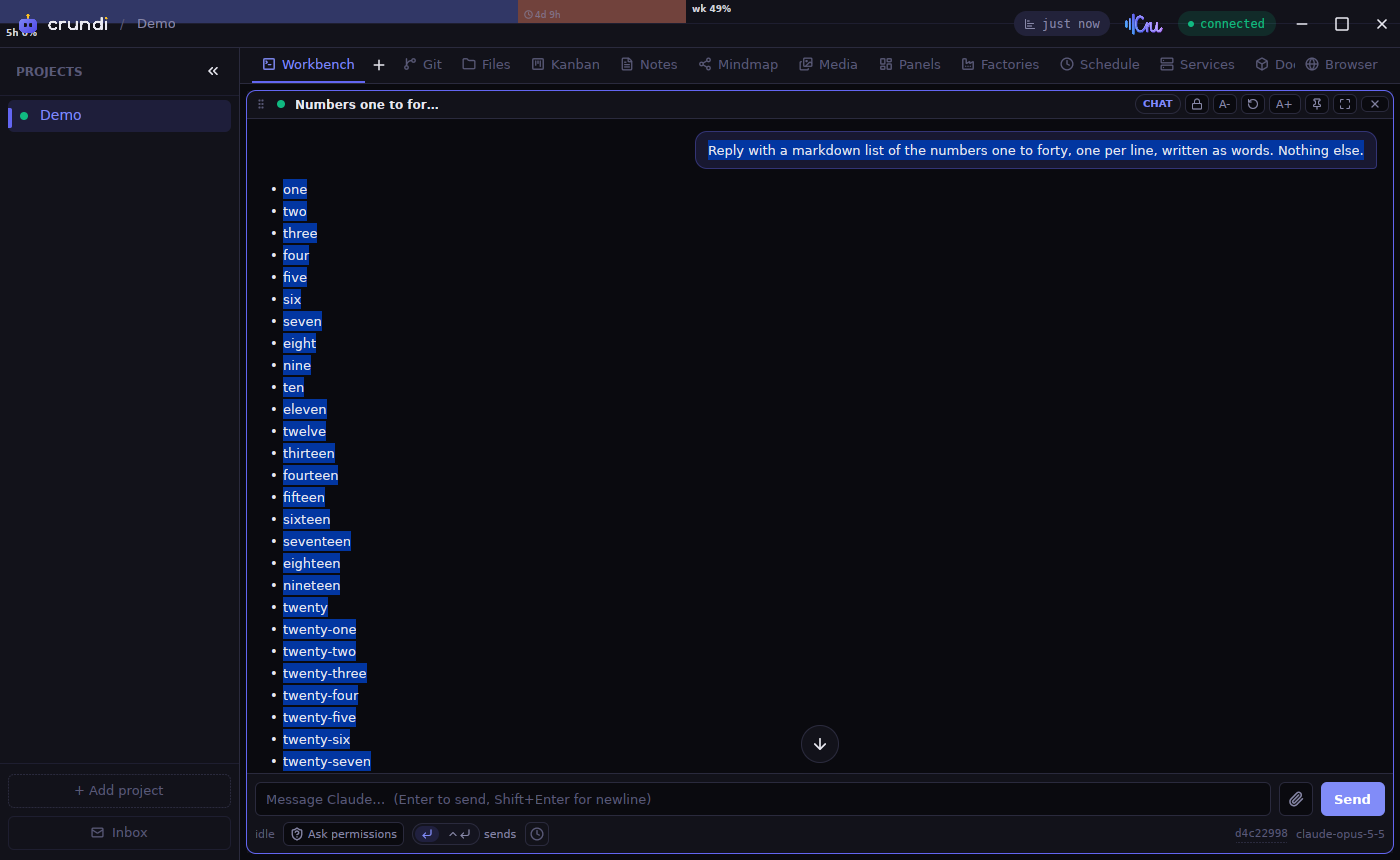 4d 9h
wk 49%
5h
crundi / Demo
just now
Cru
connected
PROJECTS
Workbench
Git
Files
Kanban
Notes
Mindmap
Media
Panels
Factories
Schedule
Services
Do
Browser
Demo
Numbers one to for…
CHAT
A-
A+
Reply with a markdown list of the numbers one to forty, one per line, written as words. Nothing else.
• one
• two
• three
• four
• five
• six
• seven
• eight
• nine
• ten
• eleven
• twelve
• thirteen
• fourteen
• fifteen
• sixteen
• seventeen
• eighteen
• nineteen
• twenty
• twenty-one
• twenty-two
• twenty-three
• twenty-four
• twenty-five
• twenty-six
• twenty-seven
+ Add project
Inbox
Message Claude… (Enter to send, Shift+Enter for newline)
Send
idle
Ask permissions
sends
d4c22998
claude-opus-5-5